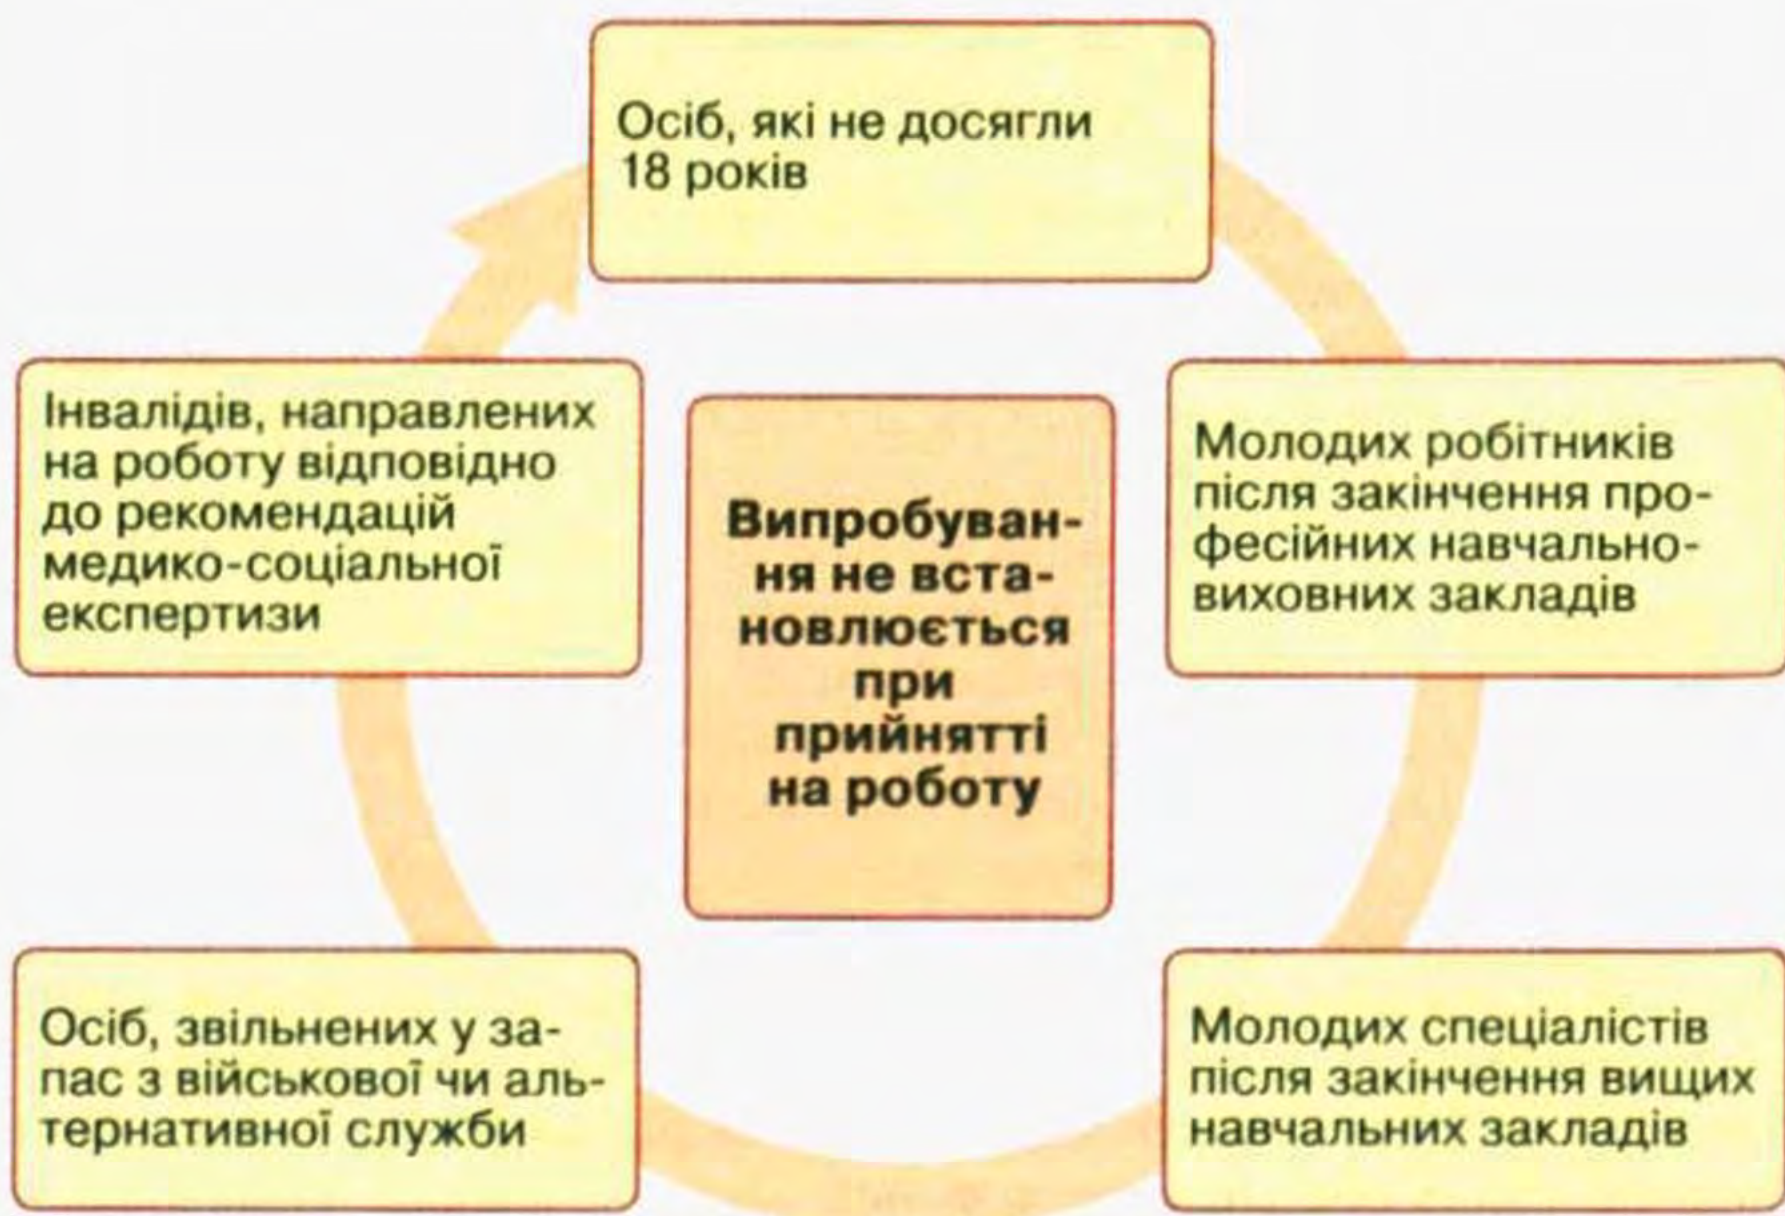 Осіб, які не досягли
18 років
Інвалідів, направлених
на роботу відповідно
до рекомендацій
медико-соціальної
експертизи
Випробуван-
ня не вста-
новлюється
при
прийнятті
на роботу
Молодих робітників
після закінчення про-
фесійних навчально-
виховних закладів
Осіб, звільнених у за-
пас з військової чи аль-
тернативної служби
Молодих спеціалістів
після закінчення вищих
навчальних закладів